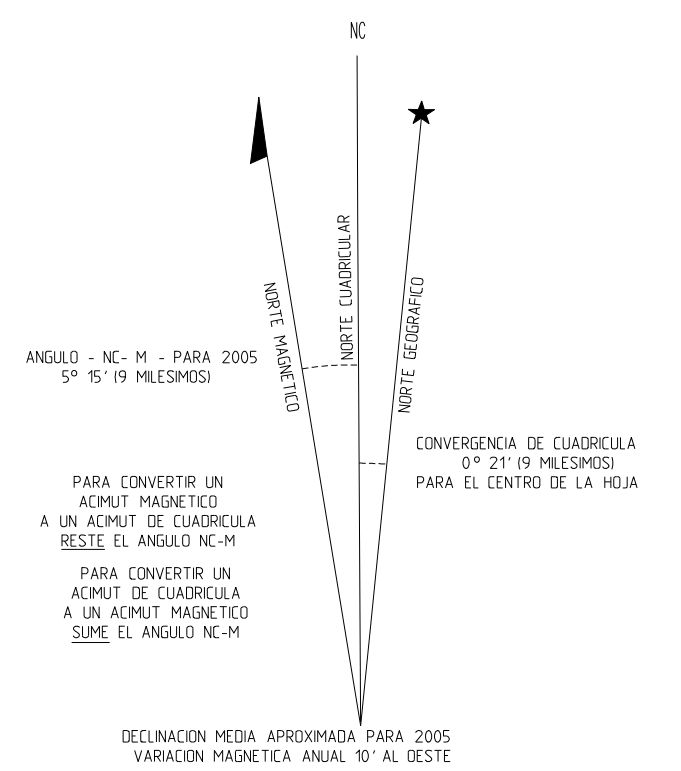 NC
NORTE MAGNETICO
NORTE CUADRICULAR
NORTE GEOGRAFICO
ANGULO - NC- M - PARA 2005
5° 15' (9 MILESIMOS)
CONVERGENCIA DE CUADRICULA
0° 21' (9 MILESIMOS)
PARA EL CENTRO DE LA HOJA
PARA CONVERTIR UN
ACIMUT MAGNETICO
A UN ACIMUT DE CUADRICULA
RESTE EL ANGULO NC-M
PARA CONVERTIR UN
ACIMUT DE CUADRICULA
A UN ACIMUT MAGNETICO
SUME EL ANGULO NC-M
DECLINACION MEDIA APROXIMADA PARA 2005
VARIACION MAGNETICA ANUAL 10' AL OESTE